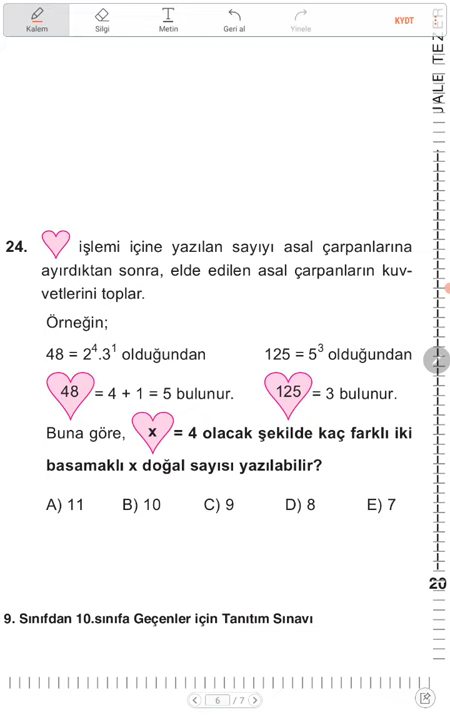 Kalem Silgi Metin Geri al Yinele KYDT
JALE TEZER
24. işlemi içine yazılan sayıyı asal çarpanlarına
ayırdıktan sonra, elde edilen asal çarpanların kuv-
vetlerini toplar.
Örneğin;
48 = 2⁴.3¹ olduğundan 125 = 5³ olduğundan
48 = 4 + 1 = 5 bulunur. 125 = 3 bulunur.
Buna göre, x = 4 olacak şekilde kaç farklı iki
basamaklı x doğal sayısı yazılabilir?
A) 11 B) 10 C) 9 D) 8 E) 7
20
9. Sınıfdan 10.sınıfa Geçenler için Tanıtım Sınavı
6 / 7